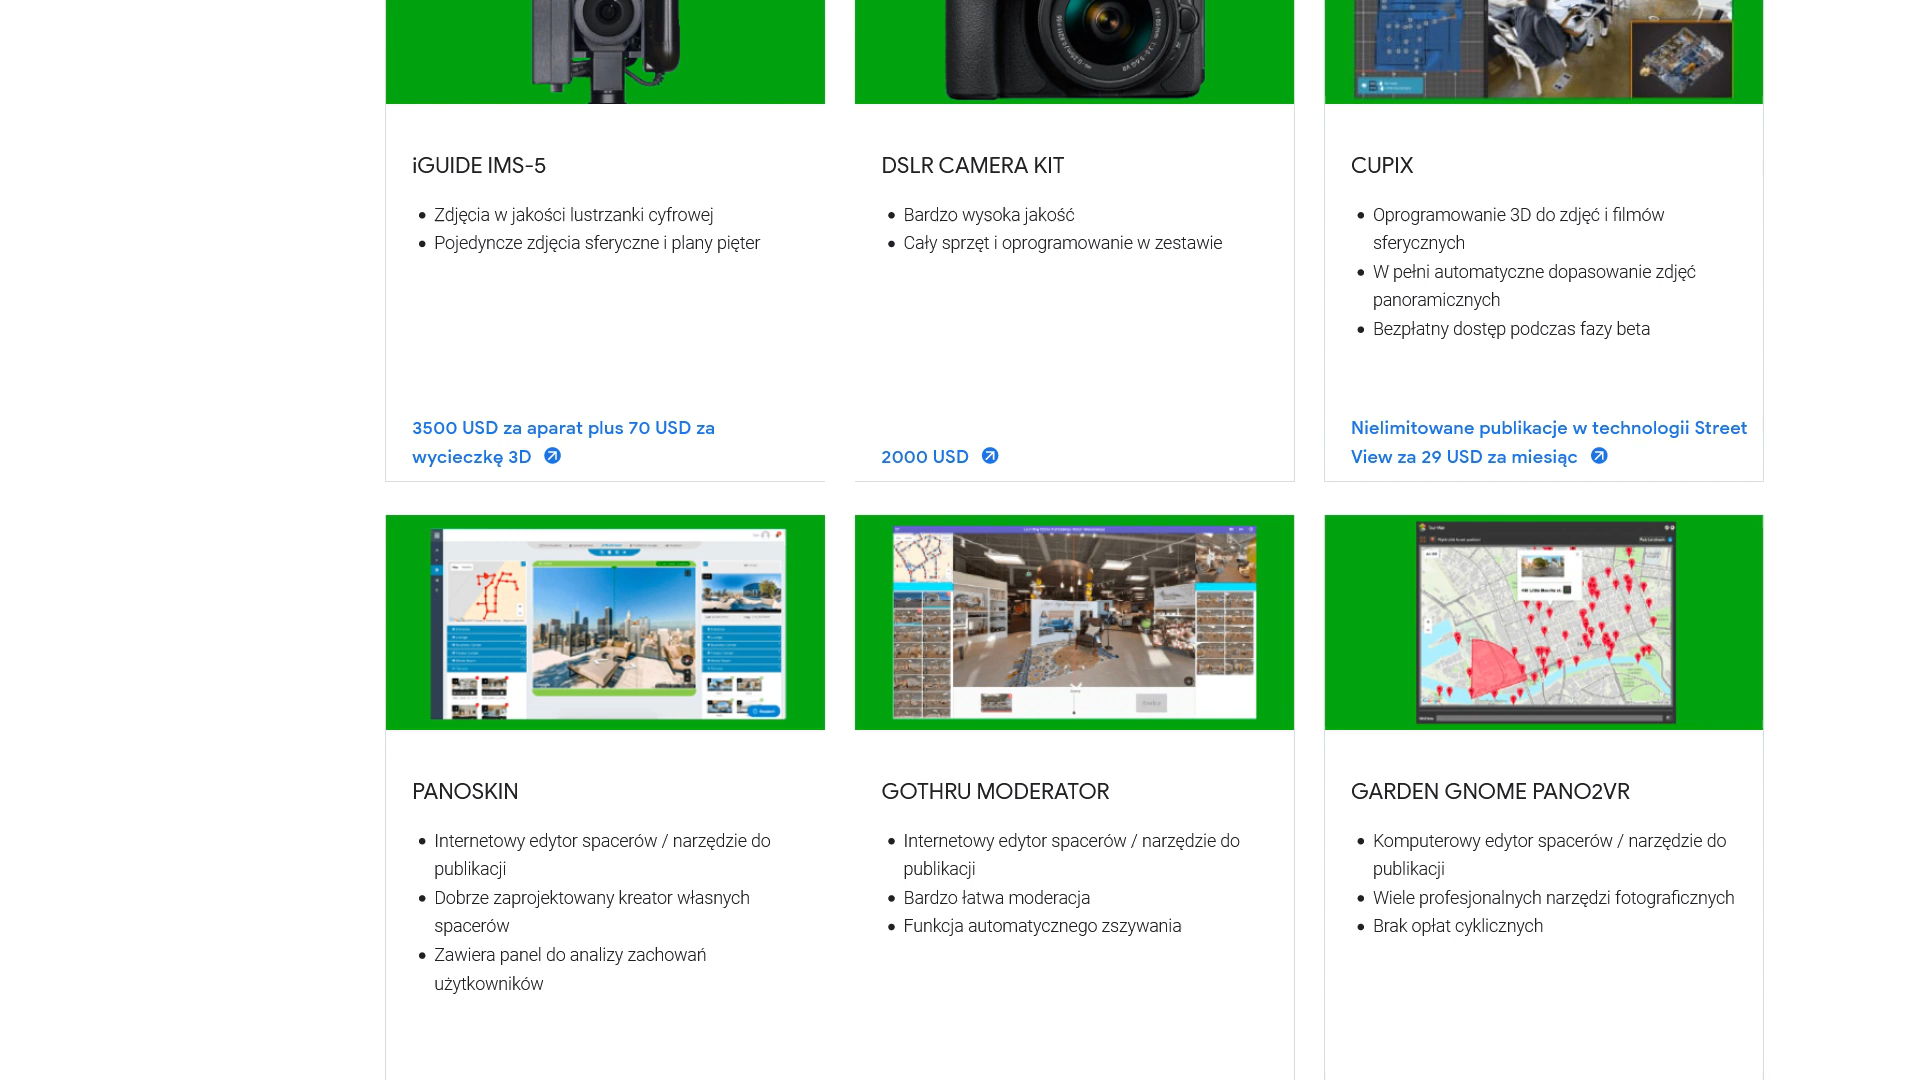 iGUIDE IMS-5
Zdjęcia w jakości lustrzanki cyfrowej
Pojedyncze zdjęcia sferyczne i plany pięter
3500 USD za aparat plus 70 USD za
wycieczkę 3D
DSLR CAMERA KIT
Bardzo wysoka jakość
Cały sprzęt i oprogramowanie w zestawie
2000 USD
CUPIX
Oprogramowanie 3D do zdjęć i filmów
sferycznych
W pełni automatyczne dopasowanie zdjęć
panoramicznych
Bezpłatny dostęp podczas fazy beta
Nielimitowane publikacje w technologii Street
View za 29 USD za miesiąc
PANOSKIN
Internetowy edytor spacerów / narzędzie do
publikacji
Dobrze zaprojektowany kreator własnych
spacerów
Zawiera panel do analizy zachowań
użytkowników
GOTHRU MODERATOR
Internetowy edytor spacerów / narzędzie do
publikacji
Bardzo łatwa moderacja
Funkcja automatycznego zszywania
GARDEN GNOME PANO2VR
Komputerowy edytor spacerów / narzędzie do
publikacji
Wiele profesjonalnych narzędzi fotograficznych
Brak opłat cyklicznych